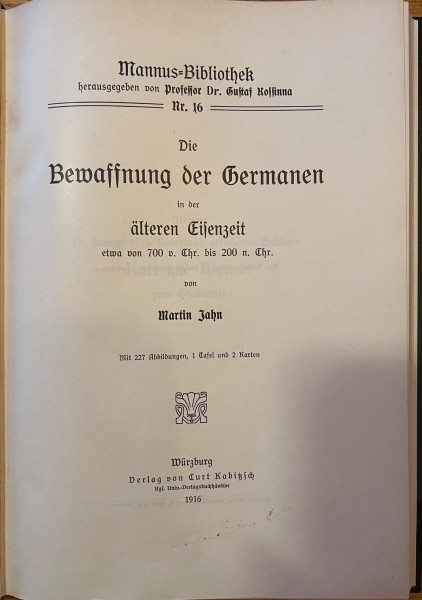 Mannus-Bibliothek
herausgegeben von Professor Dr. Gustaf Kossinna
Nr. 16
Die
Bewaffnung der Germanen
in der
älteren Eisenzeit
etwa von 700 v. Chr. bis 200 n. Chr.
von
Martin Jahn
Mit 227 Abbildungen, 1 Tafel und 2 Karten
Würzburg
Verlag von Curt Kabitzsch
kgl. Univ.-Verlagsbuchhändler
1916